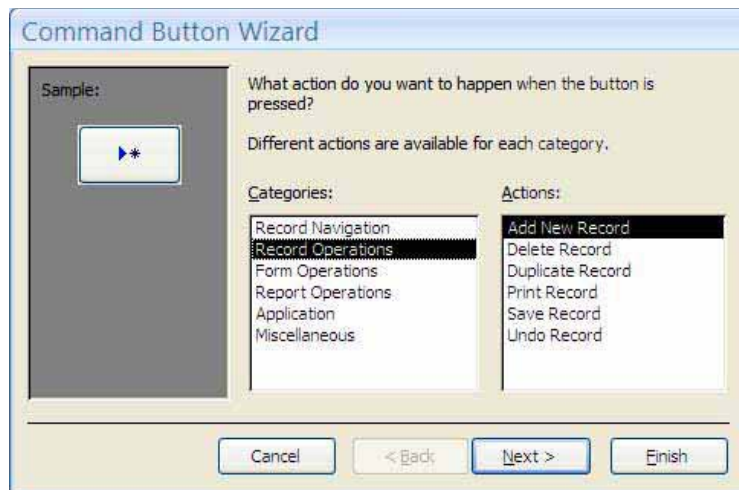 Command Button Wizard
Sample:
What action do you want to happen when the button is
pressed?
Different actions are available for each category.
Categories:
Record Navigation
Record Operations
Form Operations
Report Operations
Application
Miscellaneous
Actions:
Add New Record
Delete Record
Duplicate Record
Print Record
Save Record
Undo Record
Cancel
< Back
Next >
Finish